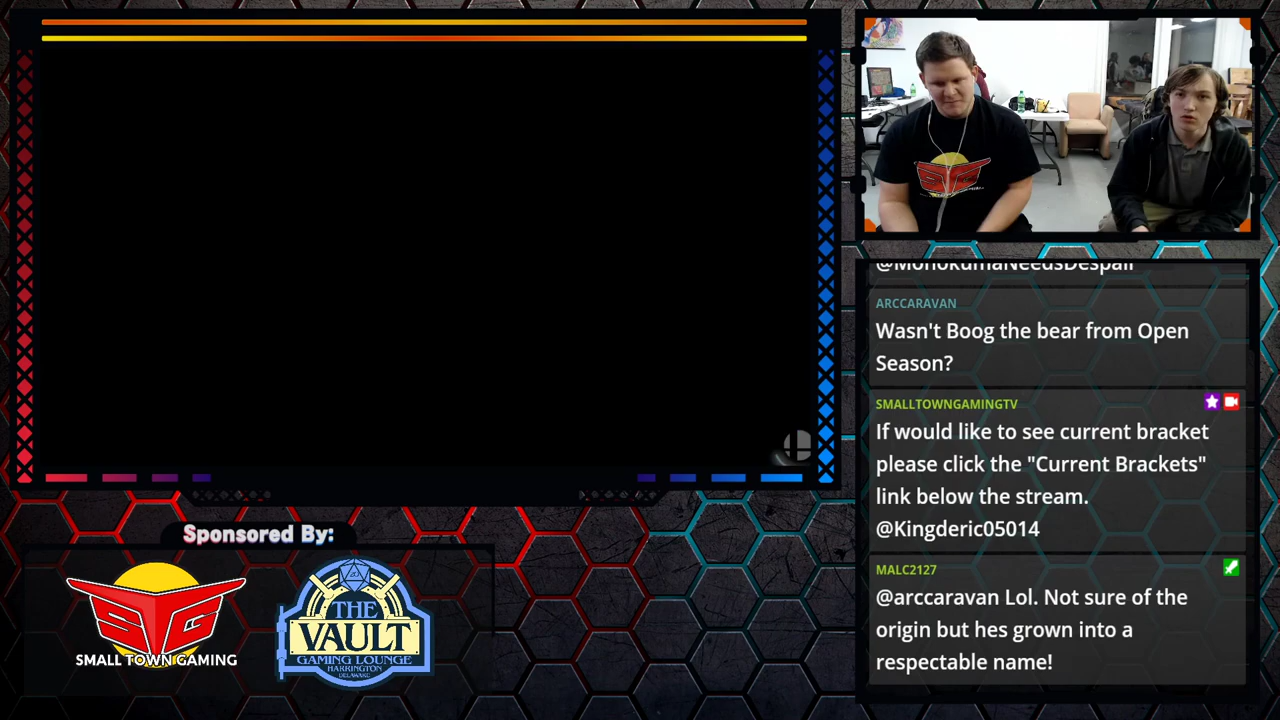 @MonokumaNeedsDespair
ARCCARAVAN
Wasn't Boog the bear from Open
Season?
SMALLTOWNGAMINGTV
If would like to see current bracket
please click the "Current Brackets"
link below the stream.
@Kingderic05014
MALC2127
@arccaravan Lol. Not sure of the
origin but hes grown into a
respectable name!
Sponsored By:
STG
SMALL TOWN GAMING
THE
VAULT
GAMING LOUNGE
HARRINGTON
DELAWARE